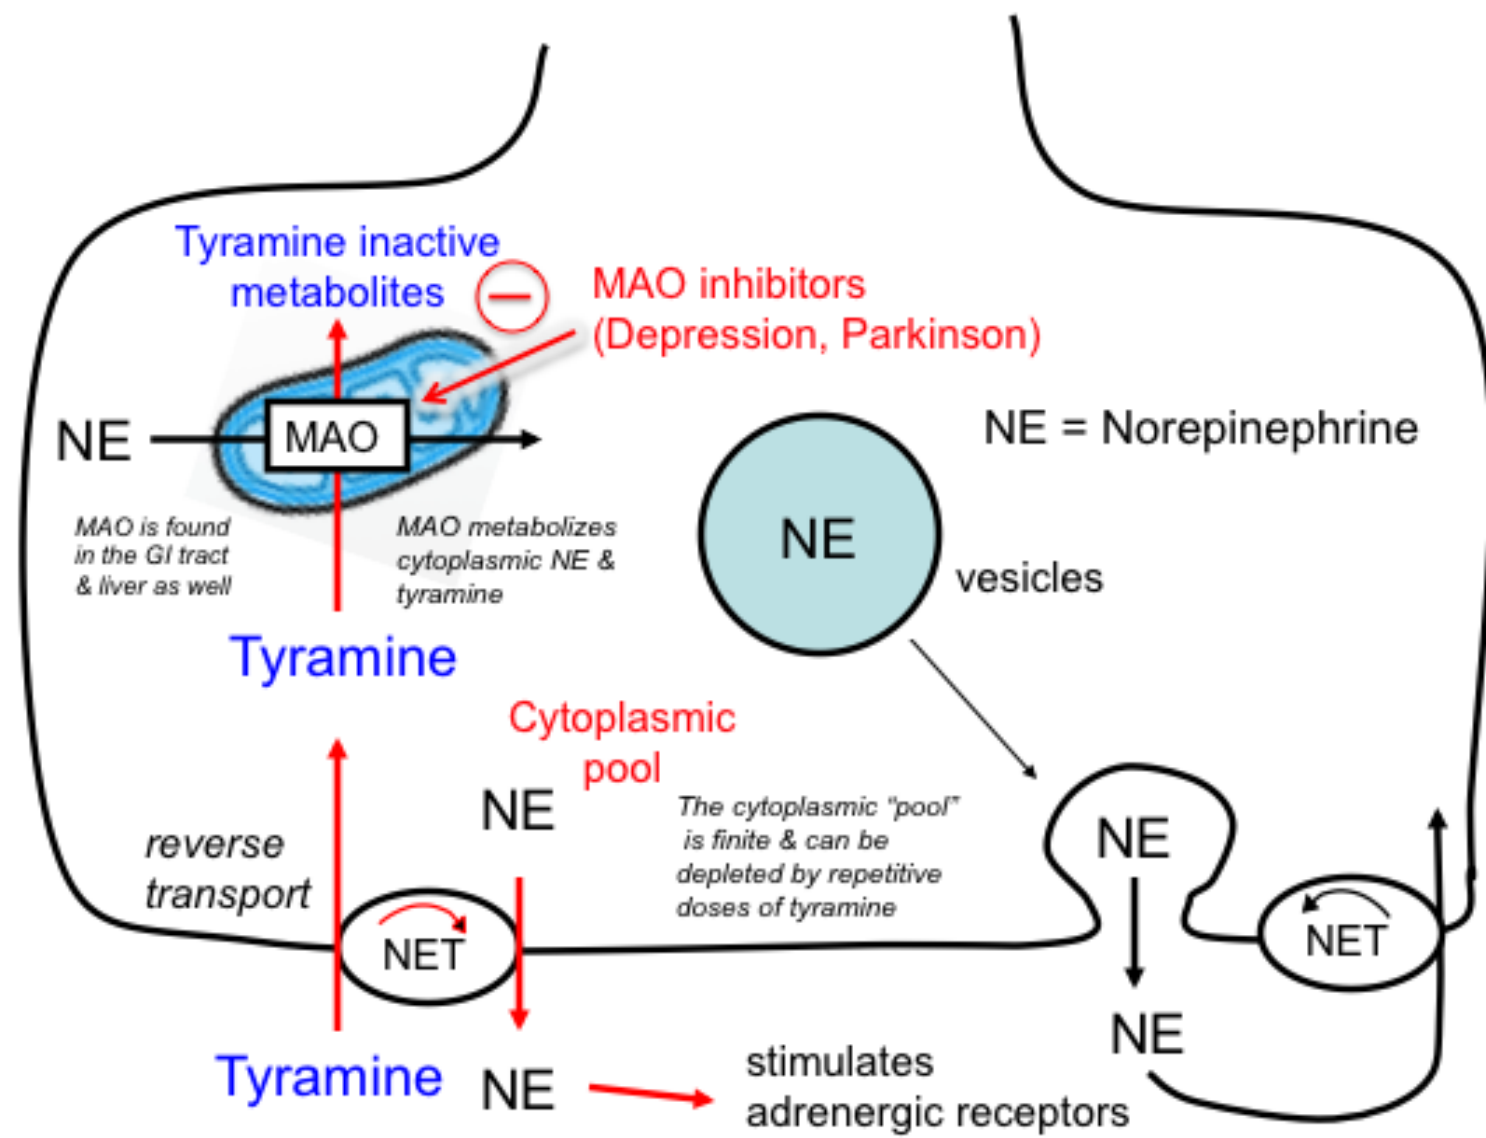 Tyramine inactive
metabolites
MAO inhibitors
(Depression, Parkinson)
NE
MAO
NE = Norepinephrine
NE
vesicles
MAO is found
in the GI tract
& liver as well
MAO metabolizes
cytoplasmic NE &
tyramine
Tyramine
Cytoplasmic
pool
NE
The cytoplasmic "pool"
is finite & can be
depleted by repetitive
doses of tyramine
reverse
transport
NE
NET
NET
Tyramine
NE
stimulates
adrenergic receptors
NE